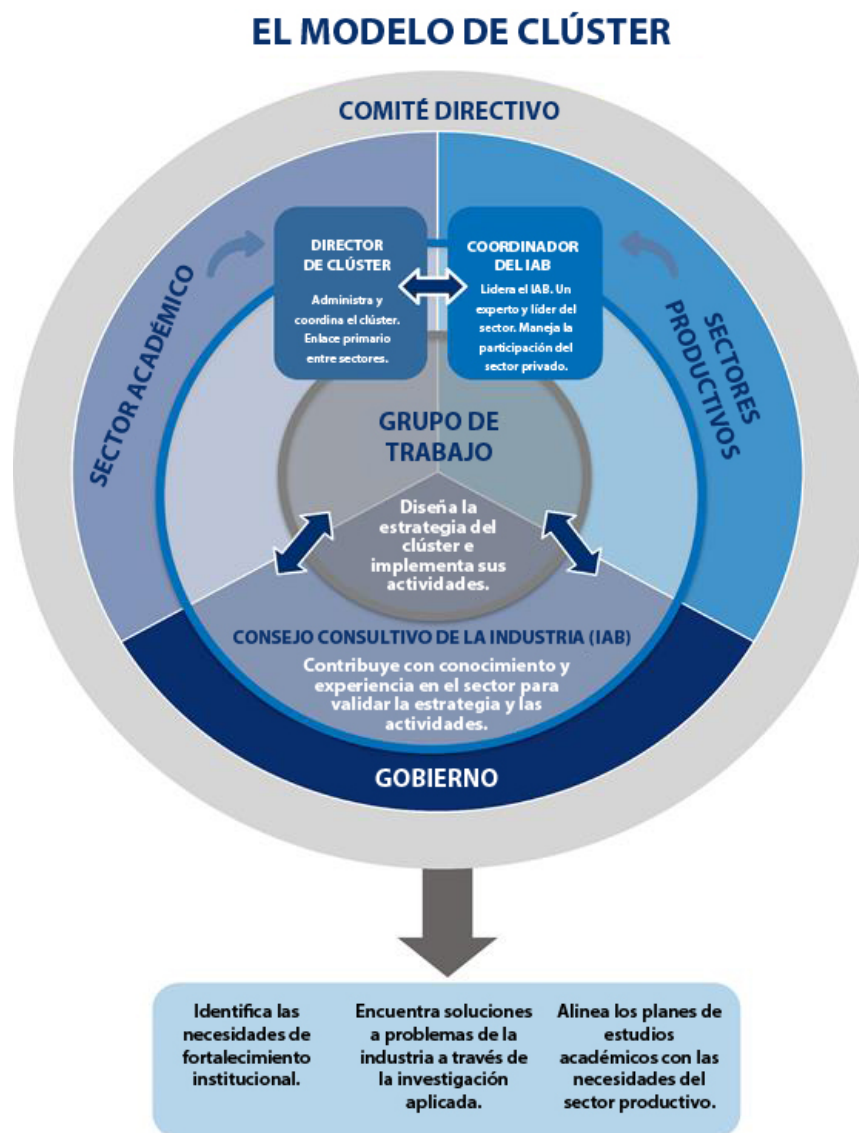 EL MODELO DE CLÚSTER
COMITÉ DIRECTIVO
SECTOR ACADÉMICO
DIRECTOR
DE CLÚSTER
Administra y
coordina el clúster.
Enlace primario
entre sectores.
COORDINADOR
DEL IAB
Lidera el IAB. Un
experto y líder del
sector. Maneja la
participación del
sector privado.
SECTORES
PRODUCTIVOS
GRUPO DE
TRABAJO
Diseña la
estrategia del
clúster e
implementa sus
actividades.
CONSEJO CONSULTIVO DE LA INDUSTRIA (IAB)
Contribuye con conocimiento y
experiencia en el sector para
validar la estrategia y las
actividades.
GOBIERNO
Identifica las
necesidades de
fortalecimiento
institucional.
Encuentra soluciones
a problemas de la
industria a través de
la investigación
aplicada.
Alinea los planes de
estudios
académicos con las
necesidades del
sector productivo.